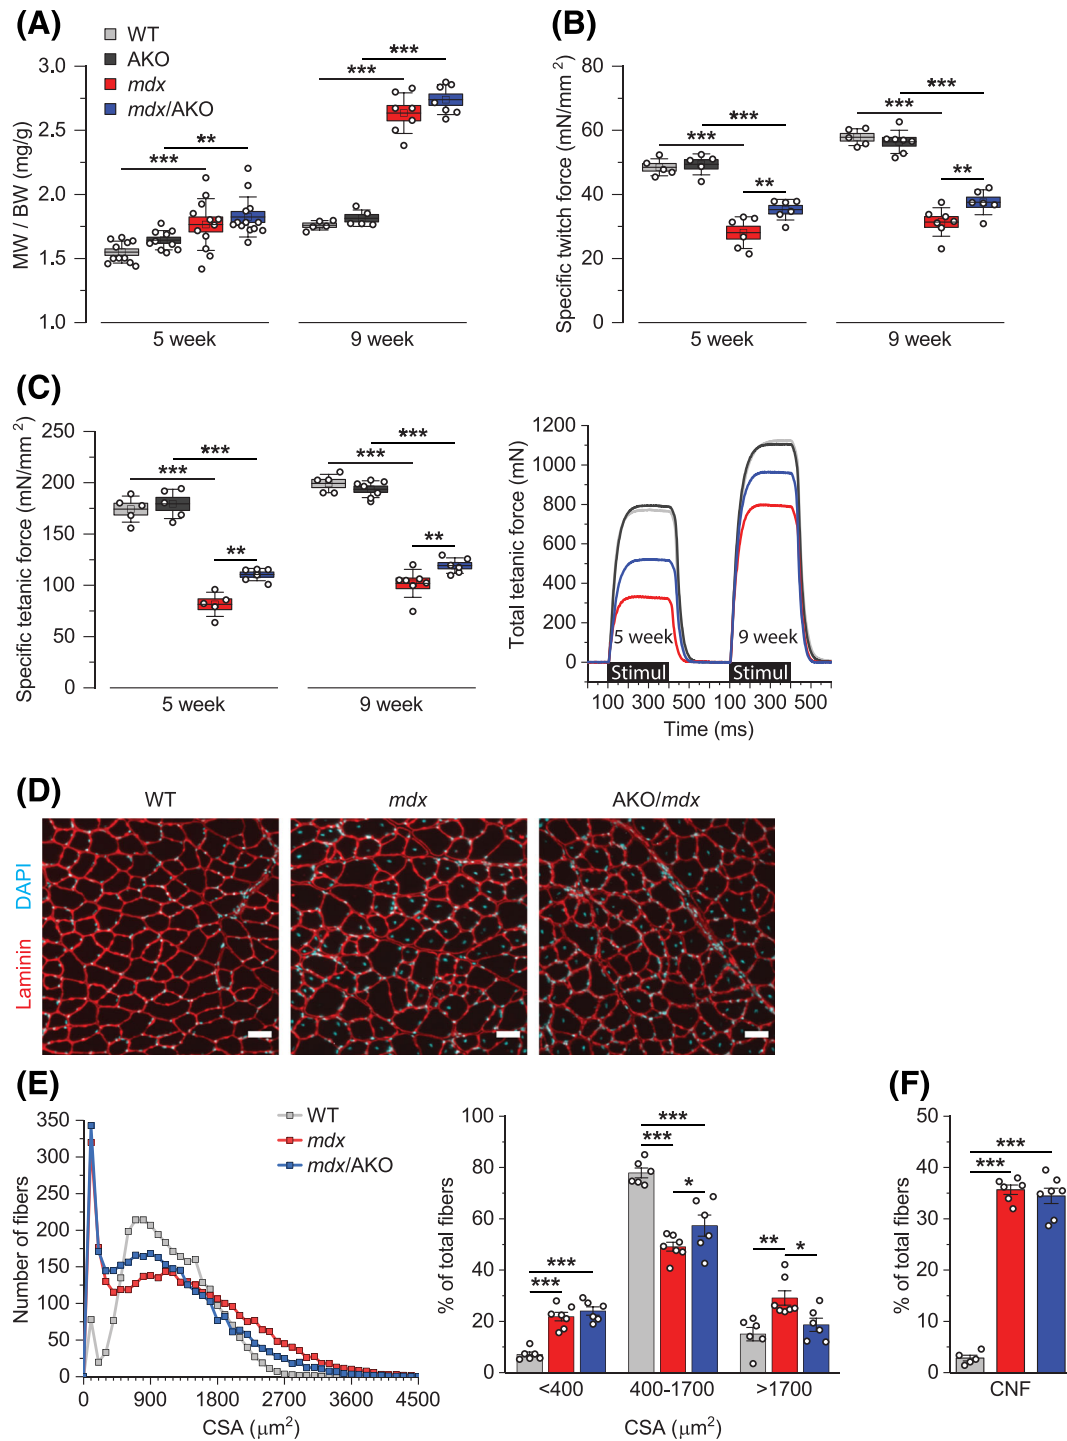 (A)
WT
AKO
mdx
mdx/AKO
MW / BW (mg/g)
3.0
2.5
2.0
1.5
1.0
***
**
***
***
5 week
9 week
(B)
Specific twitch force (mN/mm²)
80
60
40
20
0
***
***
**
***
***
**
5 week
9 week
(C)
Specific tetanic force (mN/mm²)
250
200
150
100
50
0
***
***
**
***
***
**
5 week
9 week
Total tetanic force (mN)
1200
1000
800
600
400
200
0
5 week
9 week
Stimul
Stimul
100 300 500 100 300 500
Time (ms)
(D)
WT
mdx
AKO/mdx
Laminin DAPI
(E)
WT
mdx
mdx/AKO
Number of fibers
350
300
250
200
150
100
50
0
0 900 1800 2700 3600 4500
CSA (μm²)
% of total fibers
100
80
60
40
20
0
***
***
***
***
*
**
*
<400
400-1700
>1700
CSA (μm²)
(F)
% of total fibers
50
40
30
20
10
0
***
***
CNF